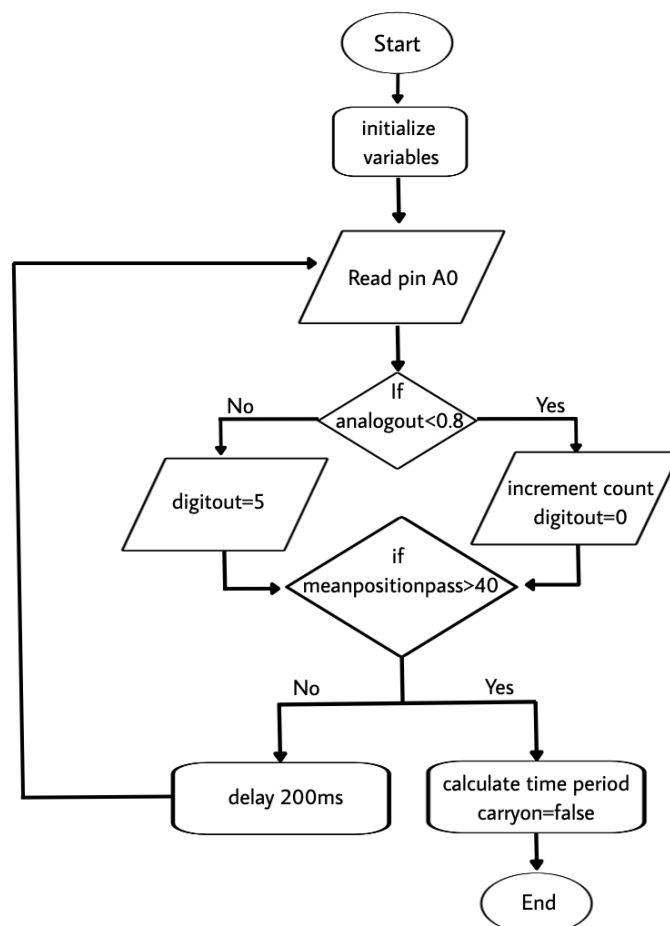 Start
initialize
variables
Read pin A0
If
analogout<0.8
No
Yes
digitout=5
increment count
digitout=0
if
meanpositionpass>40
No
Yes
delay 200ms
calculate time period
carryon=false
End